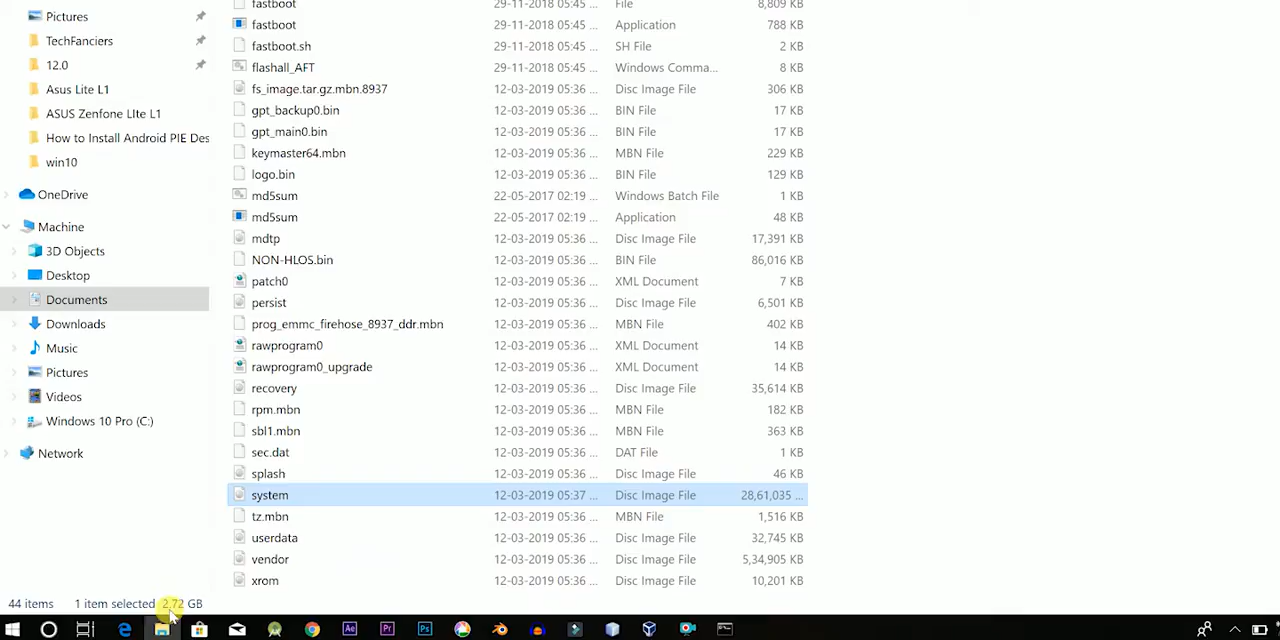 Pictures
TechFanciers
12.0
Asus Lite L1
ASUS Zenfone LIte L1
How to Install Android PIE Des
win10
OneDrive
Machine
3D Objects
Desktop
Documents
Downloads
Music
Pictures
Videos
Windows 10 Pro (C:)
Network
fastboot File 8,809 KB
fastboot 29-11-2018 05:45 ... Application 788 KB
fastboot.sh 29-11-2018 05:45 ... SH File 2 KB
flashall_AFT 29-11-2018 05:45 ... Windows Comma... 8 KB
fs_image.tar.gz.mbn.8937 12-03-2019 05:36 ... Disc Image File 306 KB
gpt_backup0.bin 12-03-2019 05:36 ... BIN File 17 KB
gpt_main0.bin 12-03-2019 05:36 ... BIN File 17 KB
keymaster64.mbn 12-03-2019 05:36 ... MBN File 229 KB
logo.bin 12-03-2019 05:36 ... BIN File 129 KB
md5sum 22-05-2017 02:19 ... Windows Batch File 1 KB
md5sum 22-05-2017 02:19 ... Application 48 KB
mdtp 12-03-2019 05:36 ... Disc Image File 17,391 KB
NON-HLOS.bin 12-03-2019 05:36 ... BIN File 86,016 KB
patch0 12-03-2019 05:36 ... XML Document 7 KB
persist 12-03-2019 05:36 ... Disc Image File 6,501 KB
prog_emmc_firehose_8937_ddr.mbn 12-03-2019 05:36 ... MBN File 402 KB
rawprogram0 12-03-2019 05:36 ... XML Document 14 KB
rawprogram0_upgrade 12-03-2019 05:36 ... XML Document 14 KB
recovery 12-03-2019 05:36 ... Disc Image File 35,614 KB
rpm.mbn 12-03-2019 05:36 ... MBN File 182 KB
sbl1.mbn 12-03-2019 05:36 ... MBN File 363 KB
sec.dat 12-03-2019 05:36 ... DAT File 1 KB
splash 12-03-2019 05:36 ... Disc Image File 46 KB
system 12-03-2019 05:37 ... Disc Image File 28,61,035 ...
tz.mbn 12-03-2019 05:36 ... MBN File 1,516 KB
userdata 12-03-2019 05:36 ... Disc Image File 32,745 KB
vendor 12-03-2019 05:36 ... Disc Image File 5,34,905 KB
xrom 12-03-2019 05:36 ... Disc Image File 10,201 KB
44 items 1 item selected 2.72 GB
e Ae Pr Ps